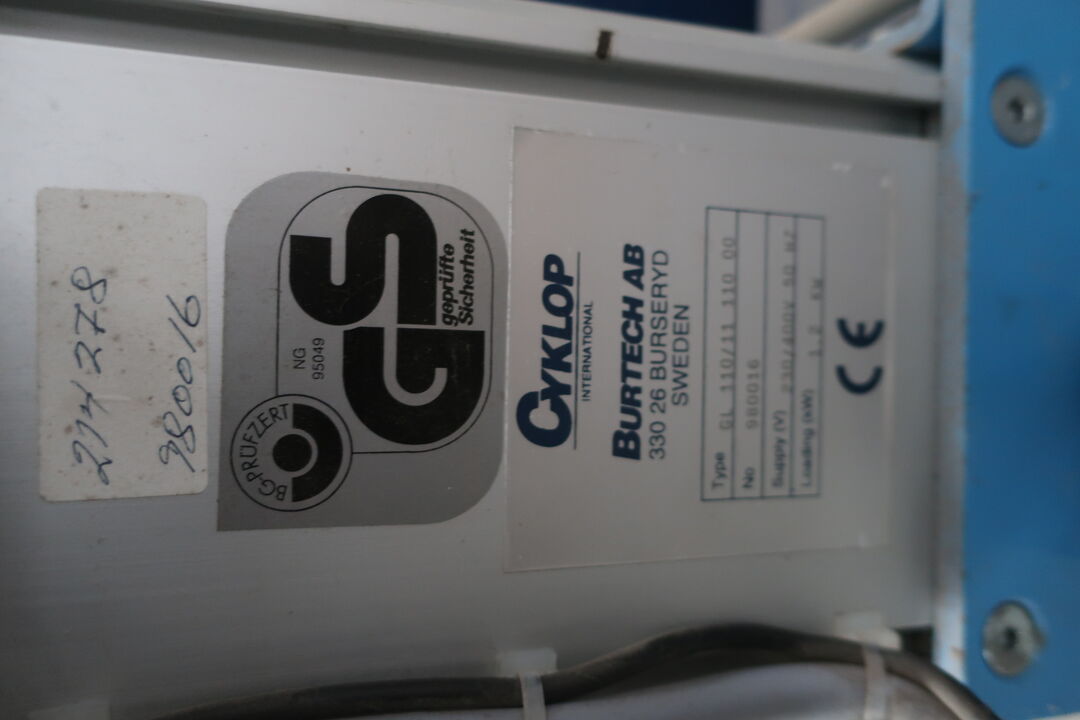 214278
980016
BG.PRÜFZERT
NG
95049
GS
geprüfte
Sicherheit
CYKLOP
INTERNATIONAL
BURTECH AB
330 26 BURSERYD
SWEDEN
Type GL 110/11 110 00
No 980016
Supply (V) 230/400V 50 HZ
Loading (kW) 1.2 KW
CE